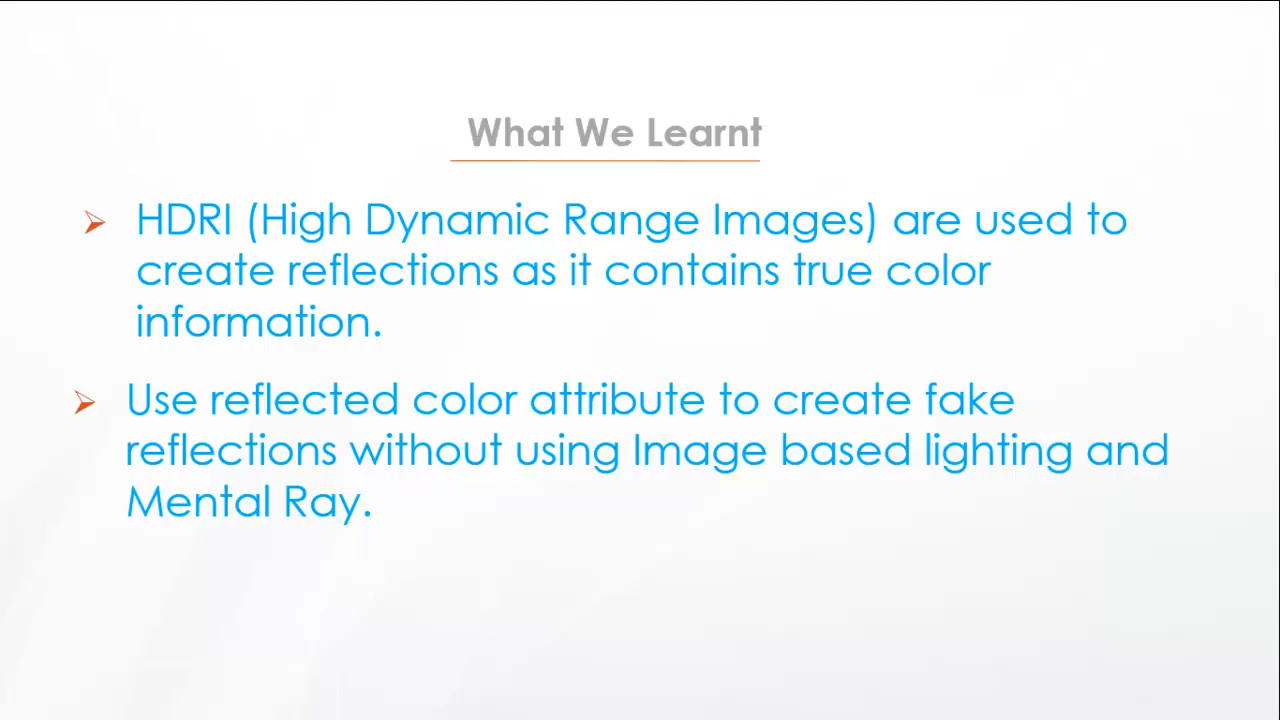 What We Learnt
HDRI (High Dynamic Range Images) are used to
create reflections as it contains true color
information.
Use reflected color attribute to create fake
reflections without using Image based lighting and
Mental Ray.